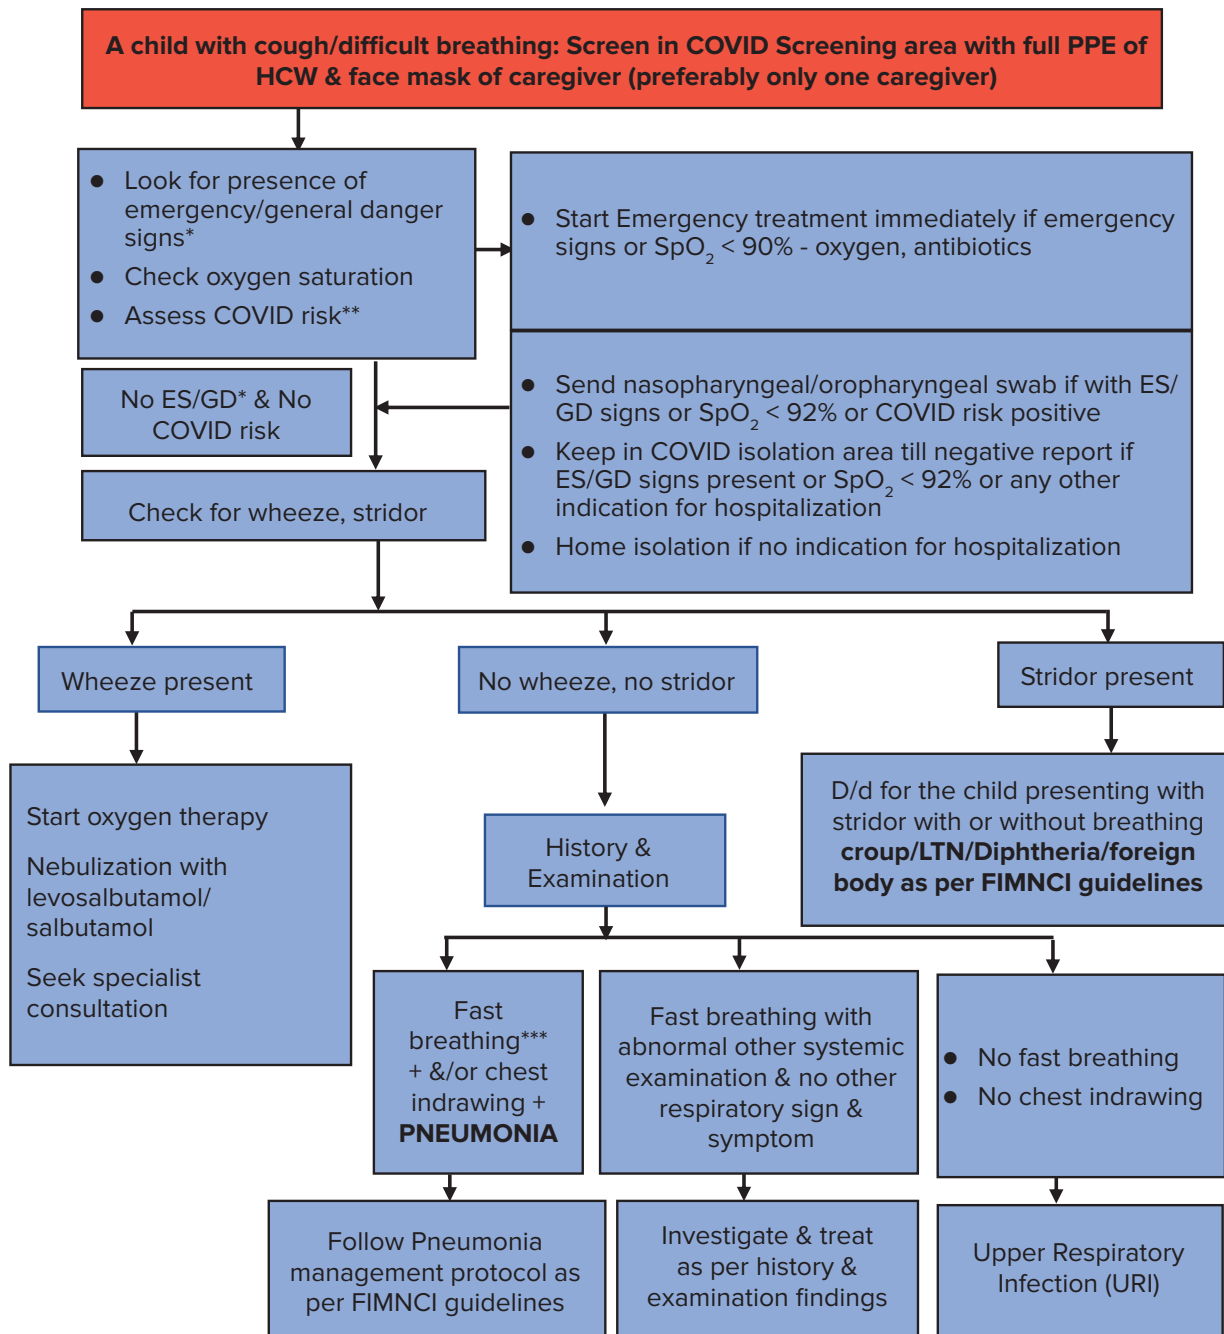 A child with cough/difficult breathing: Screen in COVID Screening area with full PPE of
HCW & face mask of caregiver (preferably only one caregiver)
● Look for presence of
emergency/general danger
signs*
● Check oxygen saturation
● Assess COVID risk**
● Start Emergency treatment immediately if emergency
signs or SpO2 < 90% - oxygen, antibiotics
● Send nasopharyngeal/oropharyngeal swab if with ES/
GD signs or SpO2 < 92% or COVID risk positive
● Keep in COVID isolation area till negative report if
ES/GD signs present or SpO2 < 92% or any other
indication for hospitalization
● Home isolation if no indication for hospitalization
No ES/GD* & No
COVID risk
Check for wheeze, stridor
Wheeze present
No wheeze, no stridor
Stridor present
Start oxygen therapy
Nebulization with
levosalbutamol/
salbutamol
Seek specialist
consultation
History &
Examination
D/d for the child presenting with
stridor with or without breathing
croup/LTN/Diphtheria/foreign
body as per FIMNCI guidelines
Fast
breathing***
+ &/or chest
indrawing +
PNEUMONIA
Fast breathing with
abnormal other systemic
examination & no other
respiratory sign &
symptom
● No fast breathing
● No chest indrawing
Follow Pneumonia
management protocol as
per FIMNCI guidelines
Investigate & treat
as per history &
examination findings
Upper Respiratory
Infection (URI)